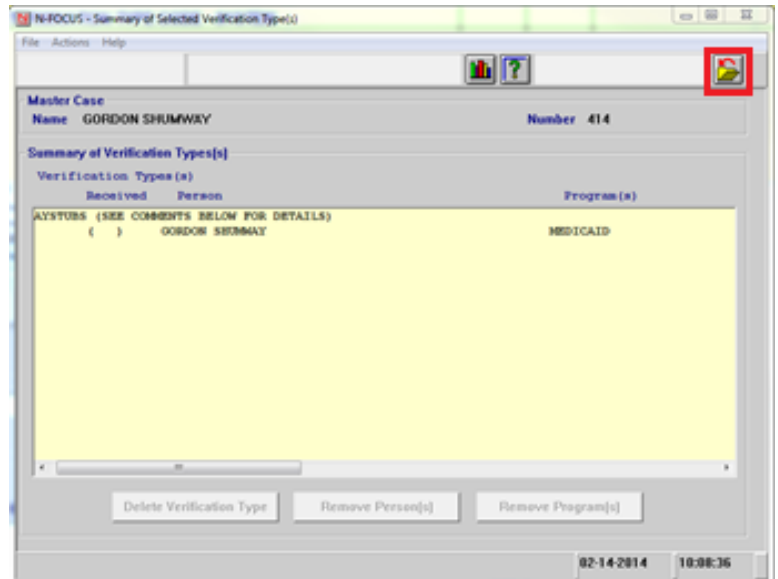 N-FOCUS - Summary of Selected Verification Type(s)
File Actions Help
Master Case
Name GORDON SHUMWAY Number 414
Summary of Verification Types[s]
Verification Types(s)
Received Person Program(s)
AYSTUBS (SEE COMMENTS BELOW FOR DETAILS)
( ) GORDON SHUMWAY MEDICAID
Delete Verification Type Remove Person[s] Remove Program[s]
02-14-2014 10:08:36